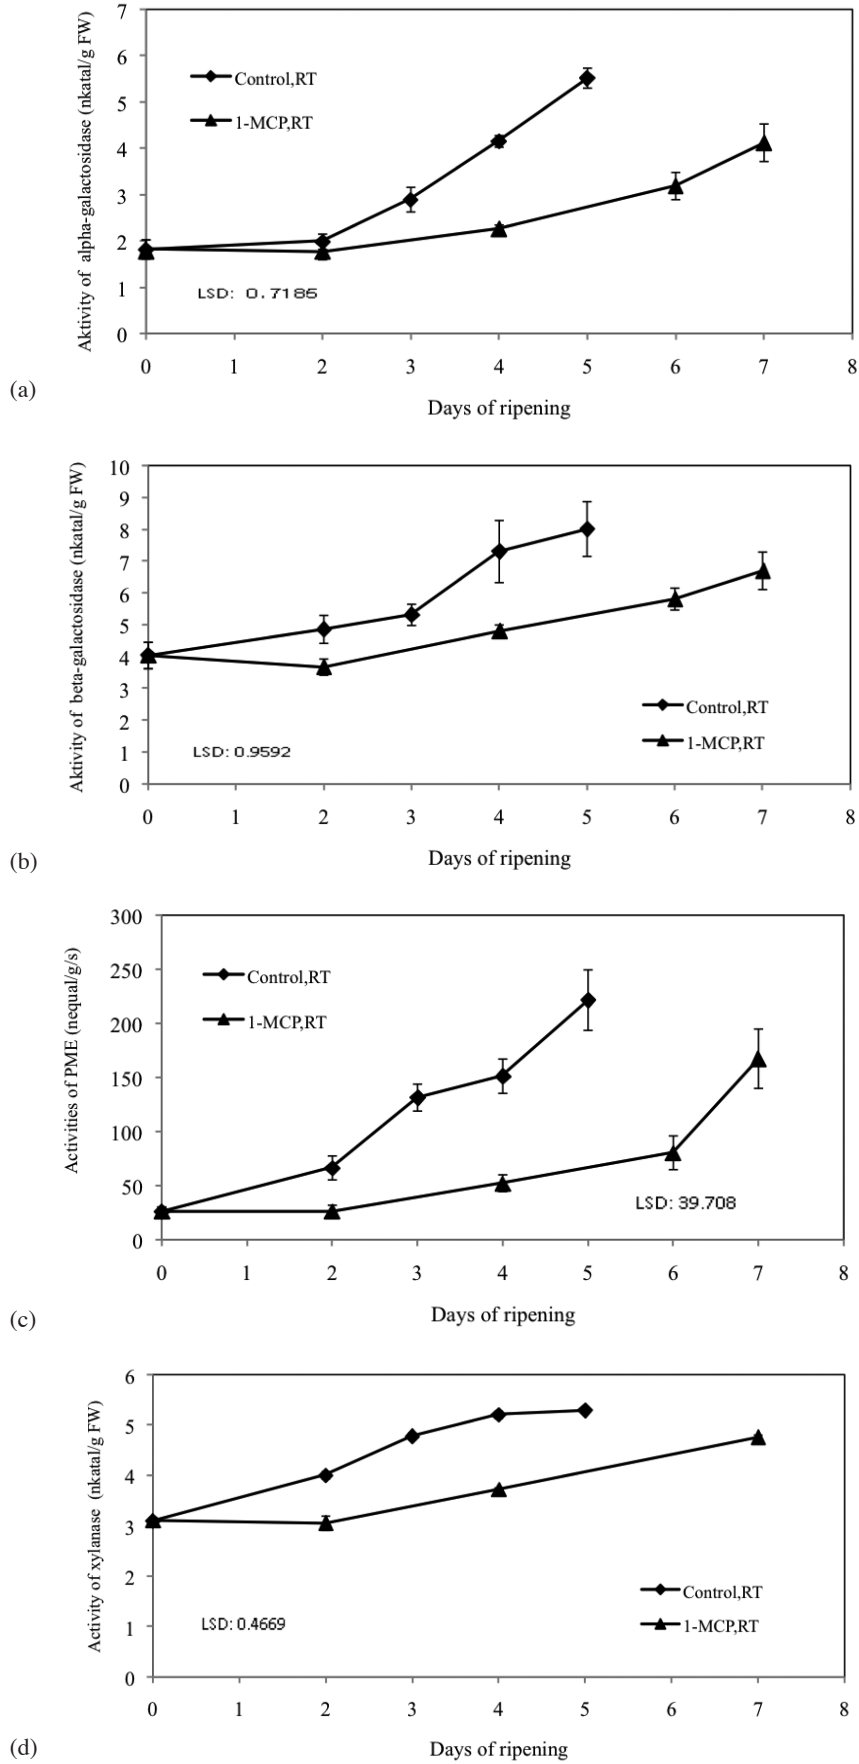 7
6
5
4
3
2
1
0
Aktivity of alpha-galactosidase (nkatal/g FW)
Control,RT
1-MCP,RT
LSD: 0.7185
0 1 2 3 4 5 6 7 8
Days of ripening
(a)
10
9
8
7
6
5
4
3
2
1
0
Aktivity of beta-galactosidase (nkatal/g FW)
Control,RT
1-MCP,RT
LSD: 0.9592
0 1 2 3 4 5 6 7 8
Days of ripening
(b)
300
250
200
150
100
50
0
Activities of PME (nequal/g/s)
Control,RT
1-MCP,RT
LSD: 39.708
0 1 2 3 4 5 6 7 8
Days of ripening
(c)
6
5
4
3
2
1
0
Activity of xylanase (nkatal/g FW)
Control,RT
1-MCP,RT
LSD: 0.4669
0 1 2 3 4 5 6 7 8
Days of ripening
(d)